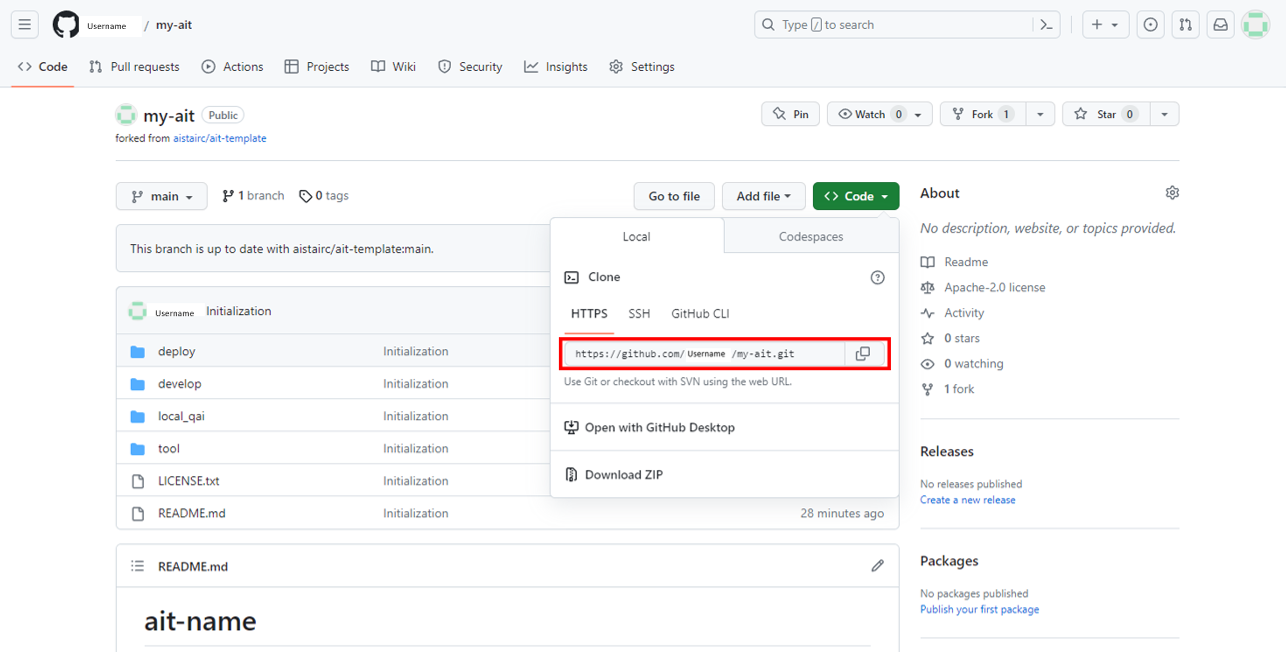 Username / my-ait
Type / to search
Code Pull requests Actions Projects Wiki Security Insights Settings
my-ait Public
Pin Watch 0 Fork 1 Star 0
forked from aistairc/ait-template
main 1 branch 0 tags Go to file Add file Code
About
No description, website, or topics provided.
Readme
Apache-2.0 license
Activity
0 stars
0 watching
1 fork
Releases
No releases published
Create a new release
Packages
No packages published
Publish your first package
This branch is up to date with aistairc/ait-template:main.
Local Codespaces
Clone
HTTPS SSH GitHub CLI
https://github.com/ Username /my-ait.git
Use Git or checkout with SVN using the web URL.
Open with GitHub Desktop
Download ZIP
Username Initialization
deploy Initialization
develop Initialization
local_qai Initialization
tool Initialization
LICENSE.txt Initialization
README.md Initialization 28 minutes ago
README.md
ait-name